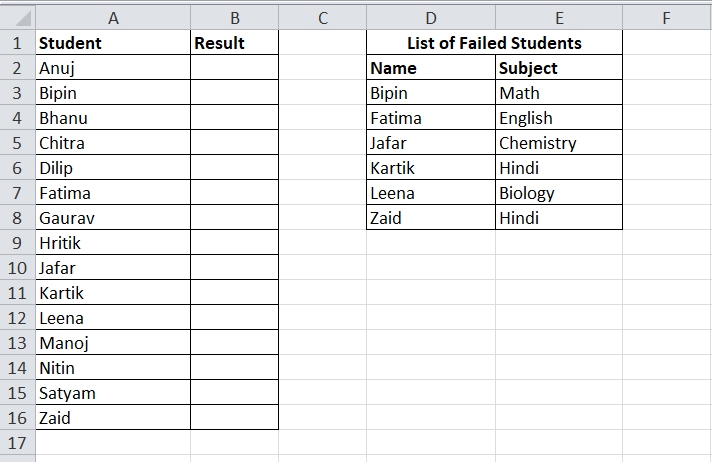 A B C D E F
1 Student Result List of Failed Students
2 Anuj Name Subject
3 Bipin Bipin Math
4 Bhanu Fatima English
5 Chitra Jafar Chemistry
6 Dilip Kartik Hindi
7 Fatima Leena Biology
8 Gaurav Zaid Hindi
9 Hritik
10 Jafar
11 Kartik
12 Leena
13 Manoj
14 Nitin
15 Satyam
16 Zaid
17